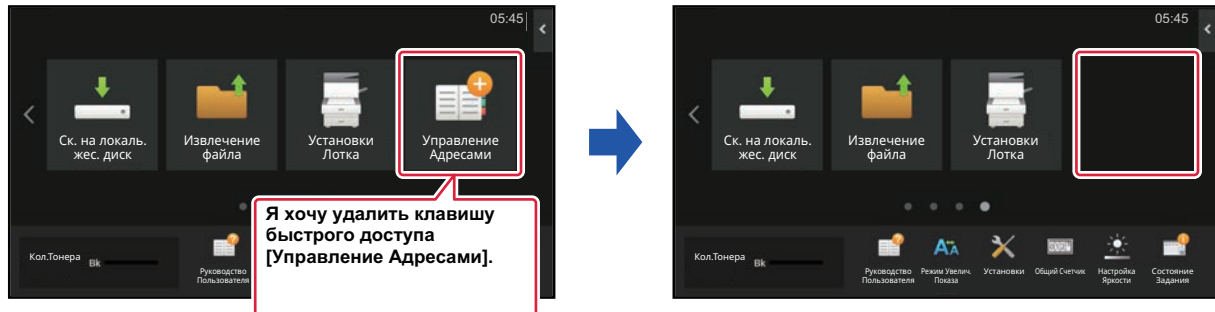 05:45
Ск. на локаль.
жес. диск
Извлечение
файла
Установки
Лотка
Управление
Адресами
Я хочу удалить клавишу
быстрого доступа
[Управление Адресами].
Кол.Тонера
Bk
Руководство
Пользователя
05:45
Ск. на локаль.
жес. диск
Извлечение
файла
Установки
Лотка
Кол.Тонера
Bk
Руководство
Пользователя
Режим Увелич.
Показа
Установки
Общий Счетчик
Настройка
Яркости
Состояние
Задания